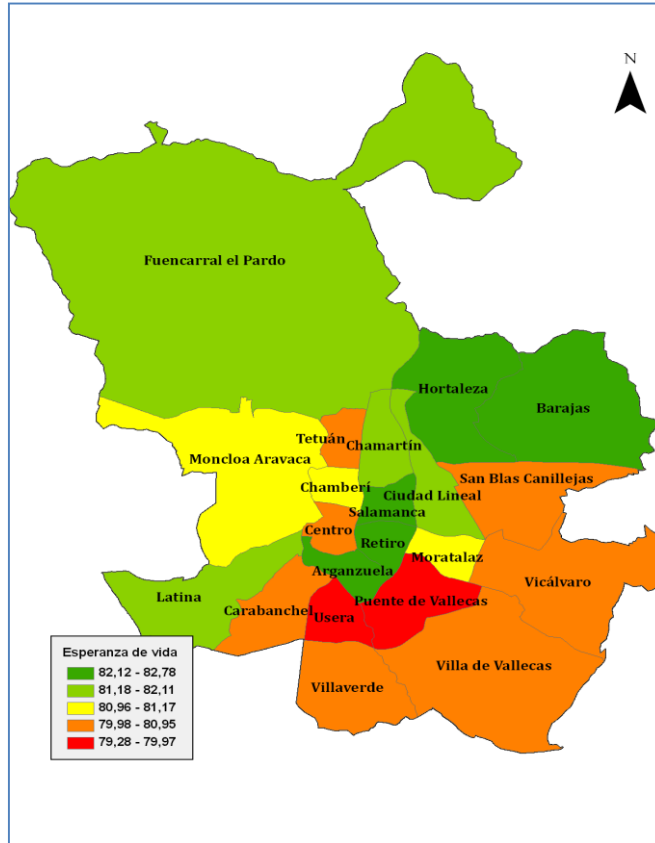 N
Fuencarral el Pardo
Hortaleza
Barajas
Tetuán
Chamartín
Moncloa Aravaca
San Blas Canillejas
Chamberí
Ciudad Lineal
Salamanca
Centro
Retiro
Moratalaz
Arganzuela
Vicálvaro
Latina
Puente de Vallecas
Carabanchel
Usera
Villa de Vallecas
Villaverde
Esperanza de vida
82,12 - 82,78
81,18 - 82,11
80,96 - 81,17
79,98 - 80,95
79,28 - 79,97